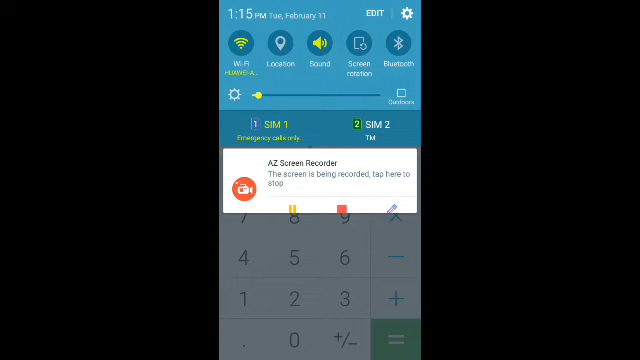 1:15 PM Tue, February 11 EDIT
Wi-Fi Location Sound Screen rotation Bluetooth
HUAWEI-A...
Outdoors
1 SIM 1 2 SIM 2
Emergency calls only... TM
AZ Screen Recorder
The screen is being recorded, tap here to
stop
7 8 9 ×
4 5 6 −
1 2 3 +
. 0 +/− =